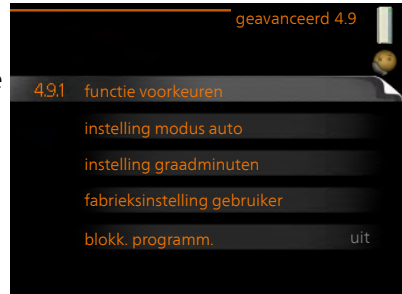 geavanceerd 4.9
4.9.1 functie voorkeuren
instelling modus auto
instelling graadminuten
fabrieksinstelling gebruiker
blokk. programm. uit